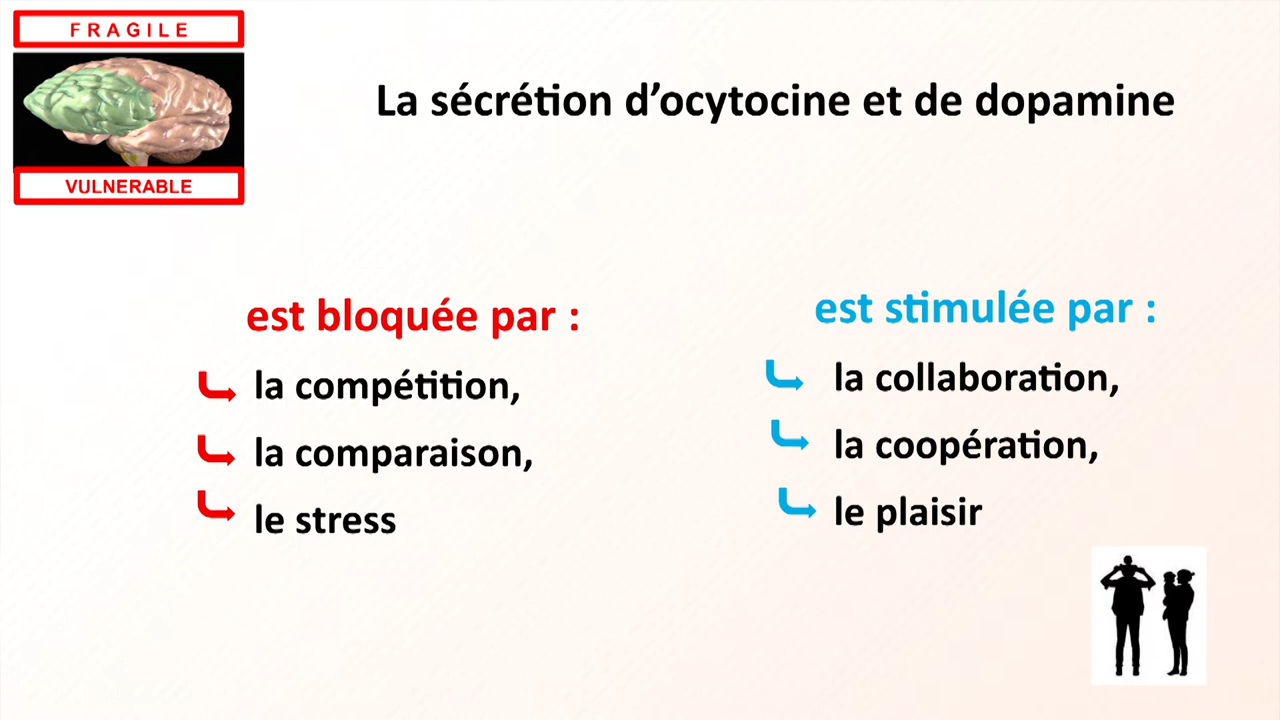 FRAGILE
VULNERABLE
La sécrétion d’ocytocine et de dopamine
est bloquée par :
la compétition,
la comparaison,
le stress
est stimulée par :
la collaboration,
la coopération,
le plaisir